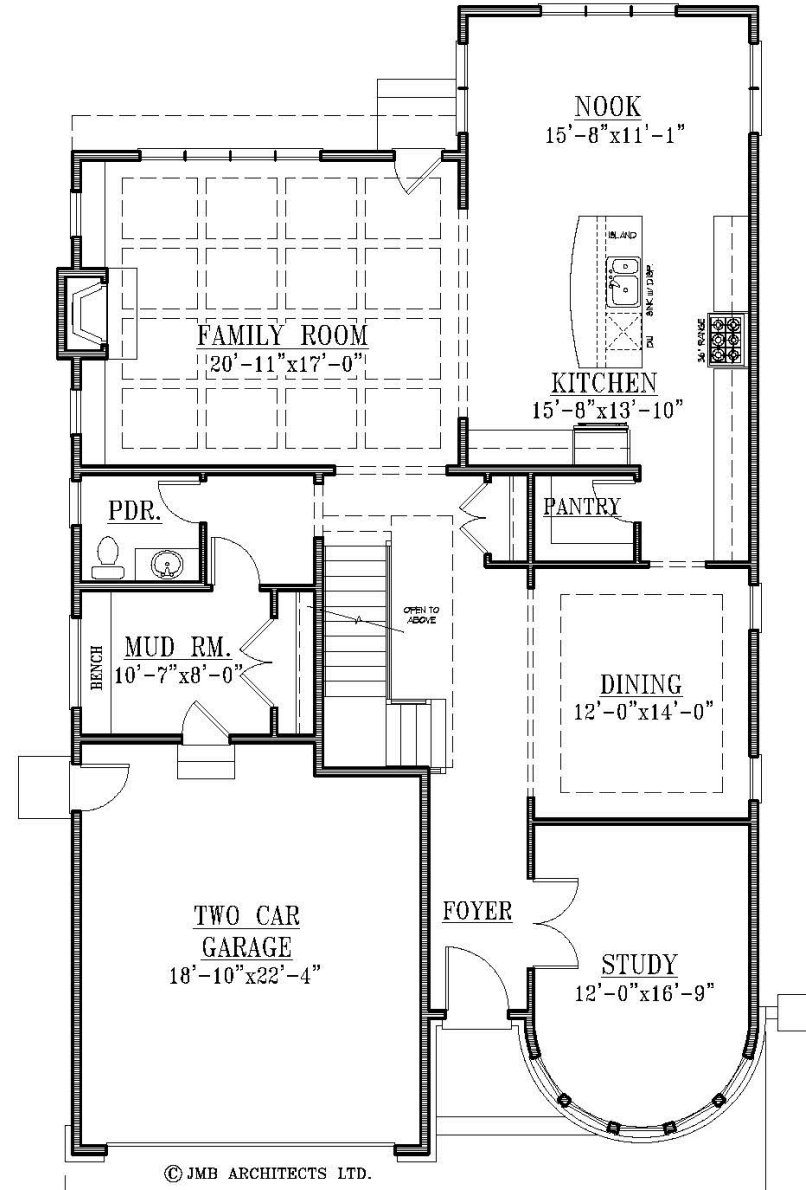 NOOK
15'-8"x11'-1"
ISLAND
SINK w/ DISP.
DW
36" RANGE
FAMILY ROOM
20'-11"x17'-0"
KITCHEN
15'-8"x13'-10"
PDR.
PANTRY
OPEN TO
ABOVE
BENCH
MUD RM.
10'-7"x8'-0"
DINING
12'-0"x14'-0"
TWO CAR
GARAGE
18'-10"x22'-4"
FOYER
STUDY
12'-0"x16'-9"
© JMB ARCHITECTS LTD.